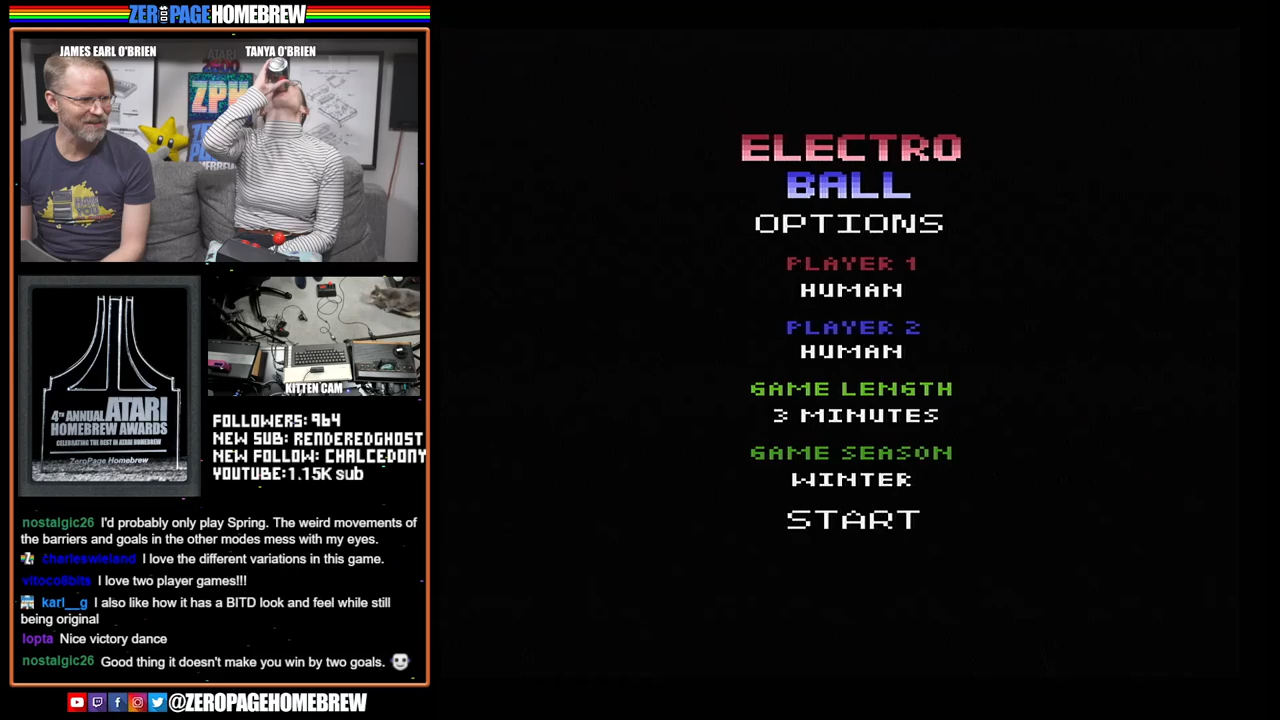 ZEROPAGE HOMEBREW
JAMES EARL O'BRIEN
TANYA O'BRIEN
ATARI
ZPH
HAVE YOU
4TH ANNUAL ATARI
HOMEBREW AWARDS
CELEBRATING THE BEST IN ATARI HOMEBREW
ZeroPage Homebrew
KITTEN CAM
FOLLOWERS: 964
NEW SUB: RENDEREDGHOST
NEW FOLLOW: CHALCEDONY
YOUTUBE:1.15K sub
nostalgic26 I'd probably only play Spring. The weird movements of
the barriers and goals in the other modes mess with my eyes.
charleswieland I love the different variations in this game.
vitoco8bits I love two player games!!!
karl__g I also like how it has a BITD look and feel while still
being original
lopta Nice victory dance
nostalgic26 Good thing it doesn't make you win by two goals.
@ZEROPAGEHOMEBREW
ELECTRO
BALL
OPTIONS
PLAYER 1
HUMAN
PLAYER 2
HUMAN
GAME LENGTH
3 MINUTES
GAME SEASON
WINTER
START